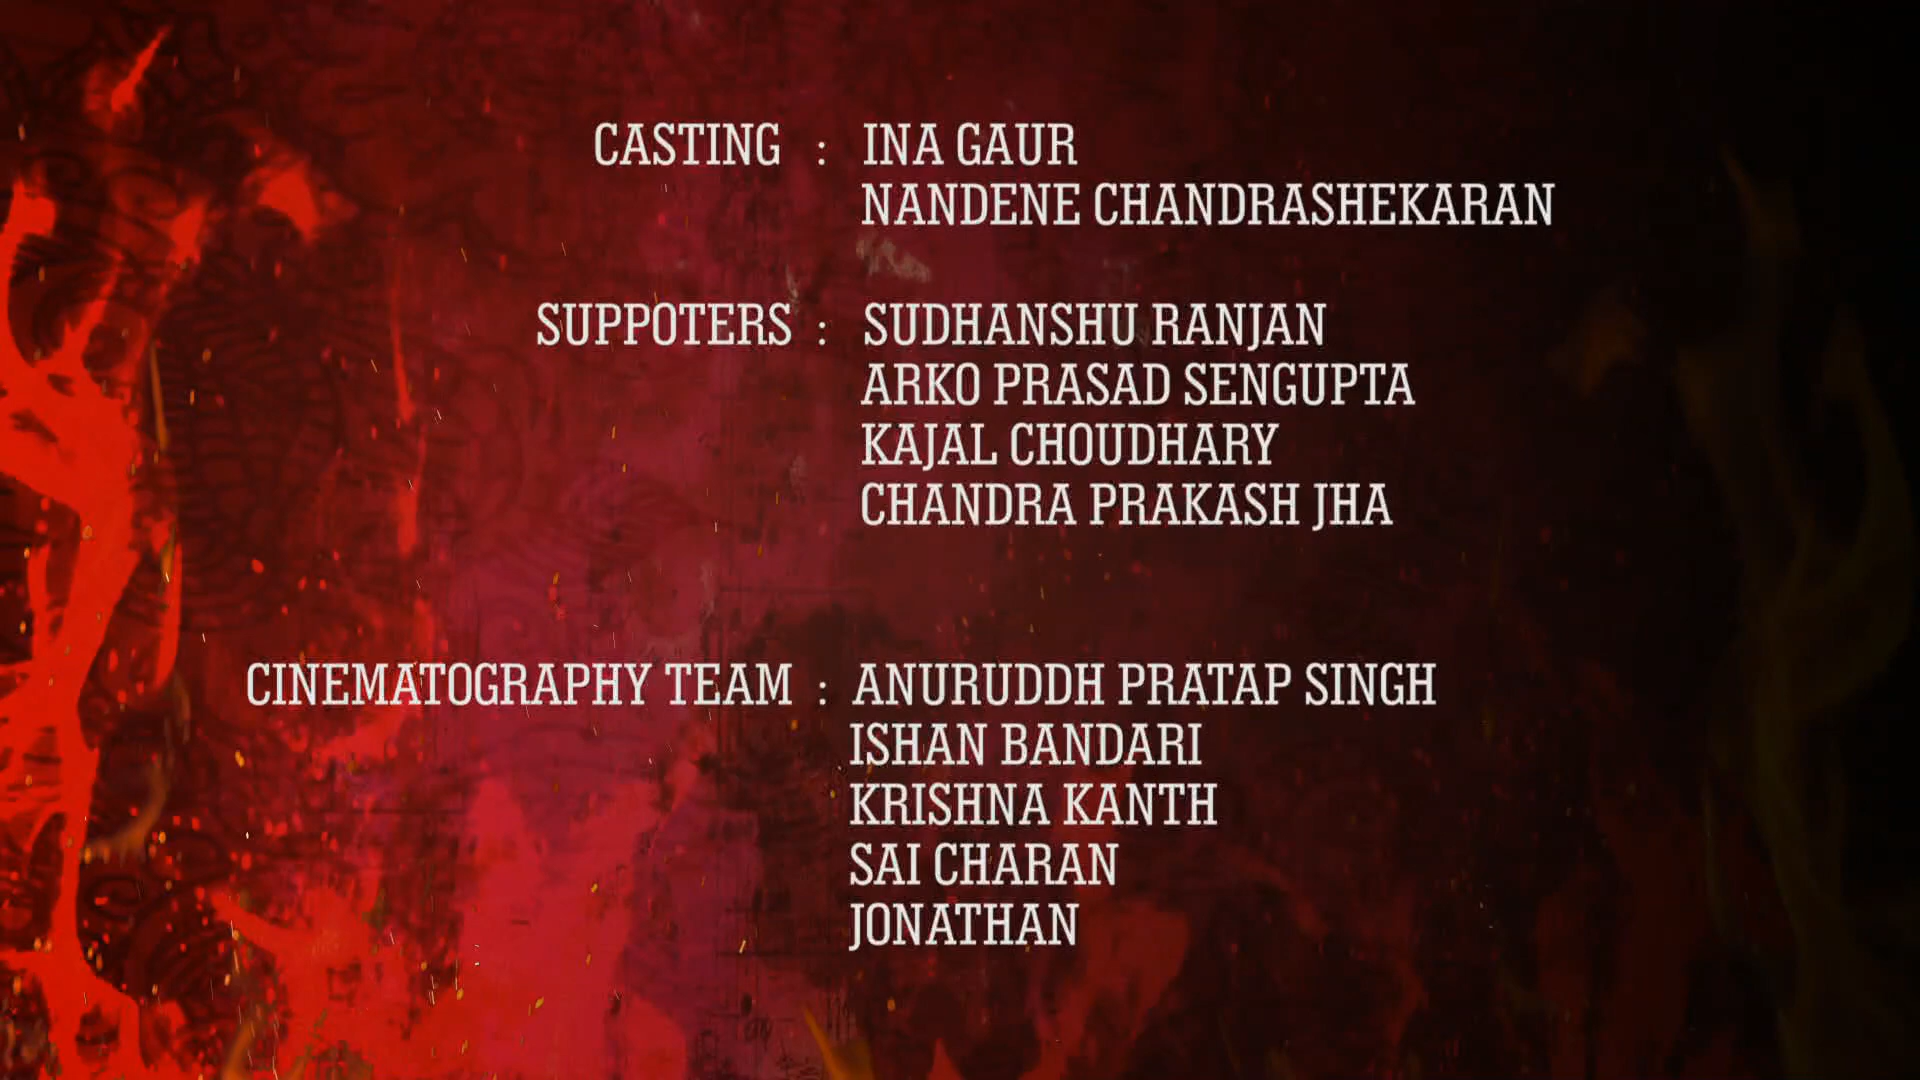 CASTING : INA GAUR
NANDENE CHANDRASHEKARAN
SUPPOTERS : SUDHANSHU RANJAN
ARKO PRASAD SENGUPTA
KAJAL CHOUDHARY
CHANDRA PRAKASH JHA
CINEMATOGRAPHY TEAM : ANURUDDH PRATAP SINGH
ISHAN BANDARI
KRISHNA KANTH
SAI CHARAN
JONATHAN